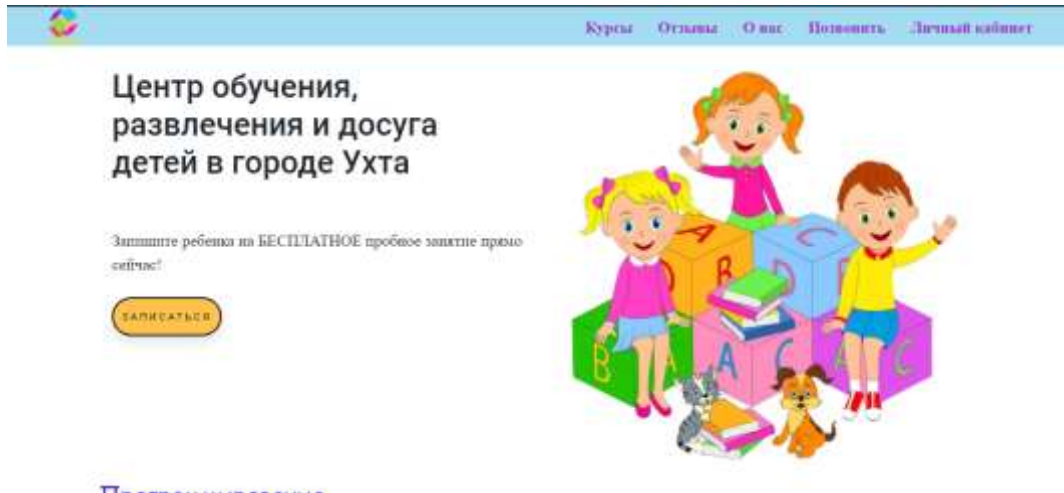 Курсы Отзывы О нас Позвонить Личный кабинет
Центр обучения,
развлечения и досуга
детей в городе Ухта
Запишите ребенка на БЕСПЛАТНОЕ пробное занятие прямо
сейчас!
ЗАПИСАТЬСЯ
A C
D B D E
B A A C A C